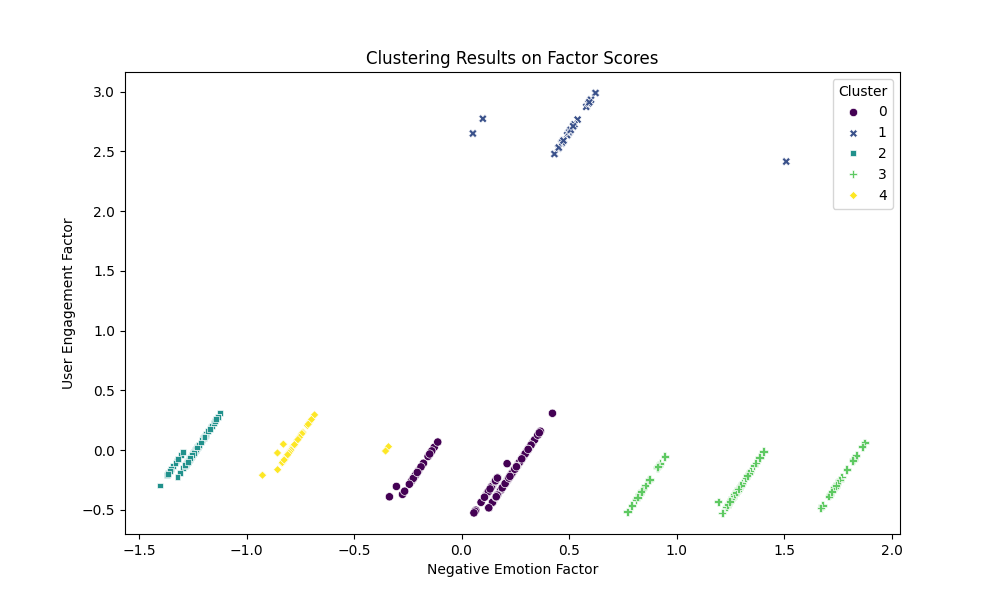 Clustering Results on Factor Scores
Cluster
0
1
2
3
4
3.0
2.5
2.0
1.5
1.0
0.5
0.0
−0.5
User Engagement Factor
−1.5 −1.0 −0.5 0.0 0.5 1.0 1.5 2.0
Negative Emotion Factor